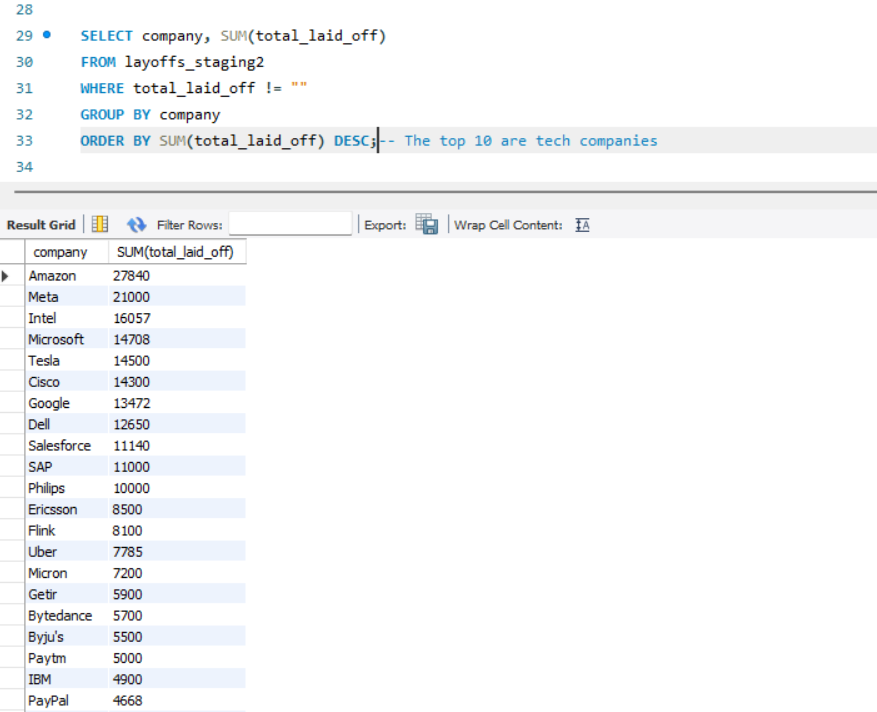 28
29 SELECT company, SUM(total_laid_off)
30 FROM layoffs_staging2
31 WHERE total_laid_off != ""
32 GROUP BY company
33 ORDER BY SUM(total_laid_off) DESC;-- The top 10 are tech companies
34
Result Grid Filter Rows: Export: Wrap Cell Content: IA
company SUM(total_laid_off)
Amazon 27840
Meta 21000
Intel 16057
Microsoft 14708
Tesla 14500
Cisco 14300
Google 13472
Dell 12650
Salesforce 11140
SAP 11000
Philips 10000
Ericsson 8500
Flink 8100
Uber 7785
Micron 7200
Getir 5900
Bytedance 5700
Byju's 5500
Paytm 5000
IBM 4900
PayPal 4668